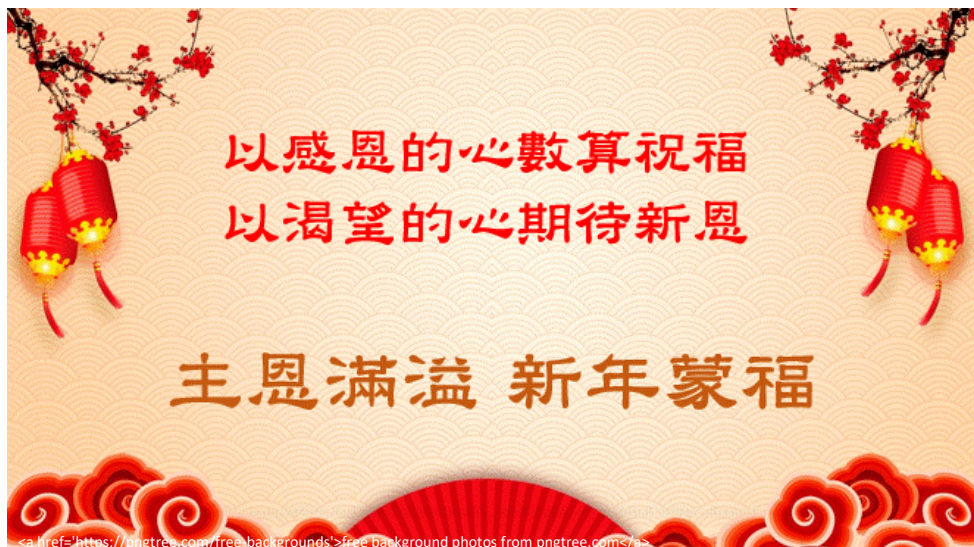 以感恩的心數算祝福
以渴望的心期待新恩
主恩滿溢 新年蒙福
<a href='https://pngtree.com/free-backgrounds'>free background photos from pngtree.com</a>